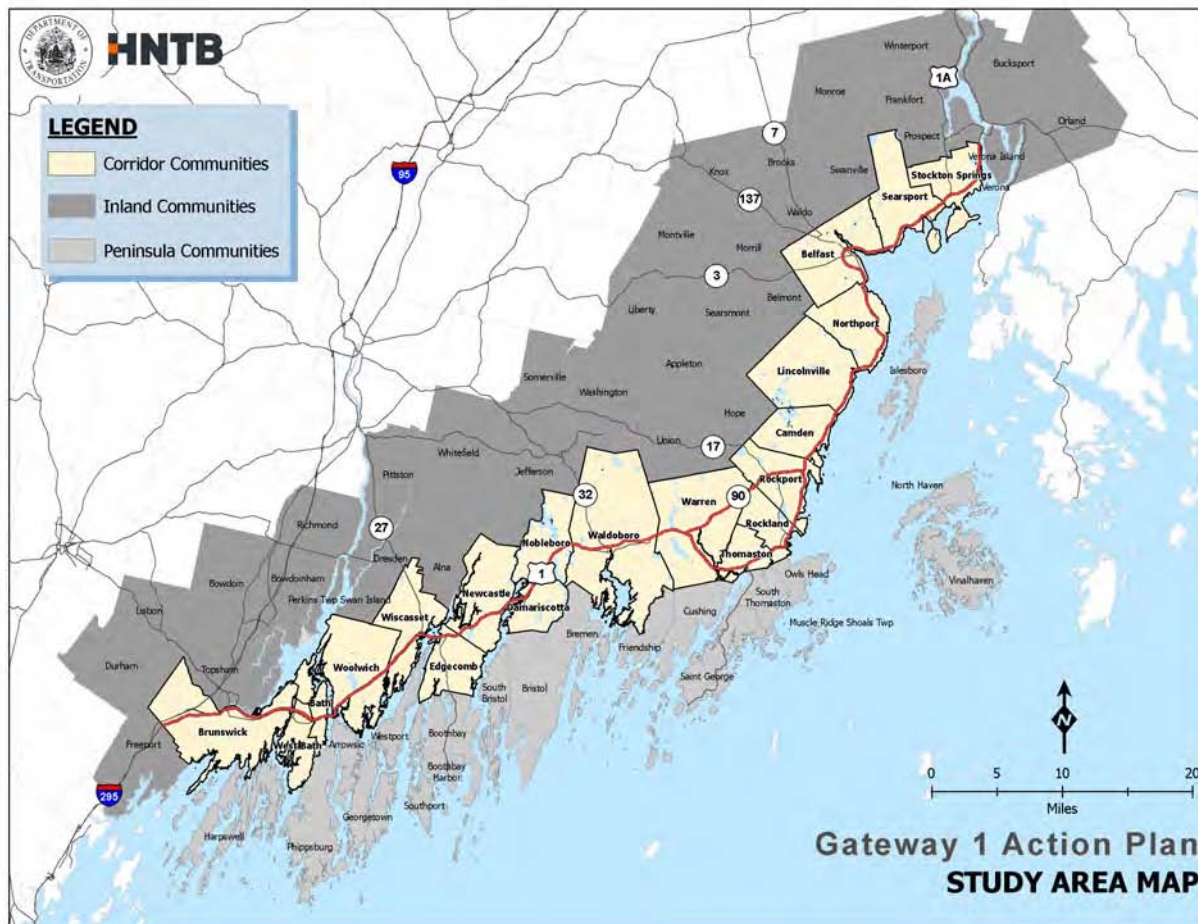 DEPARTMENT OF
TRANSPORTATION
HNTB
LEGEND
Corridor Communities
Inland Communities
Peninsula Communities
95
Winterport
Bucksport
1A
Monroe
Frankfort
Orland
7
Prospect
Brooks
Verona Island
Knox
Swanville
Stockton Springs
Verona
137
Searsport
Waldo
Montville
Morrill
Belfast
3
Belmont
Liberty
Searsmont
Northport
Appleton
Lincolnville
Islesboro
Somerville
Washington
Hope
Camden
Union
17
Whitefield
Jefferson
Pittston
Rockport
32
90
Warren
North Haven
Richmond
Rockland
27
Nobleboro
Waldoboro
Thomaston
Dresden
Alna
1
Bowdoin
Bowdoinham
Owls Head
Vinalhaven
Newcastle
South
Thomaston
Perkins Twp Swan Island
Damariscotta
Cushing
Lisbon
Wiscasset
Muscle Ridge Shoals Twp
Bremen
Friendship
Durham
Topsham
Woolwich
Edgecomb
Saint George
South
Bristol
Bristol
Bath
Brunswick
Westport
Boothbay
Freeport
West Bath
Arrowsic
Boothbay
Harbor
295
Southport
Georgetown
Harpswell
Phippsburg
N
0 5 10 20
Miles
Gateway 1 Action Plan
STUDY AREA MAP